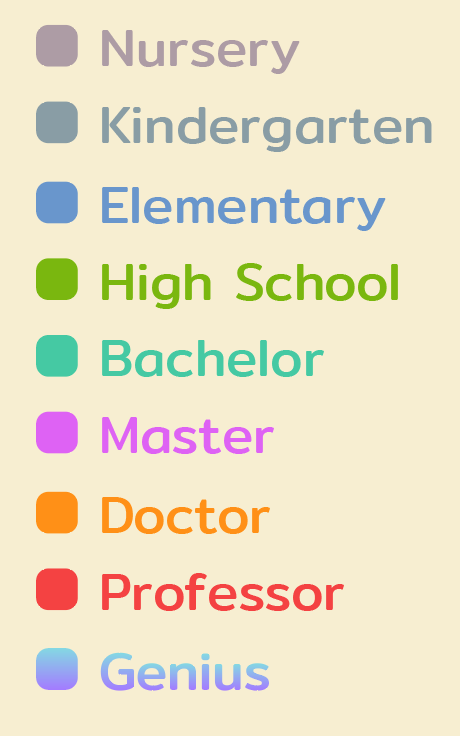 Nursery
Kindergarten
Elementary
High School
Bachelor
Master
Doctor
Professor
Genius